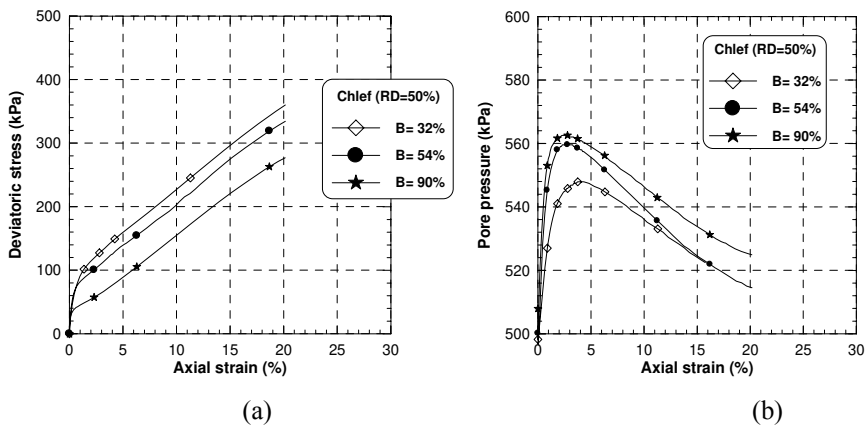 500
400
300
200
100
0
Deviatoric stress (kPa)
Chlef (RD=50%)
B= 32%
B= 54%
B= 90%
0 5 10 15 20 25 30
Axial strain (%)
(a)
600
580
560
540
520
500
Pore pressure (kPa)
Chlef (RD=50%)
B= 32%
B= 54%
B= 90%
0 5 10 15 20 25 30
Axial strain (%)
(b)